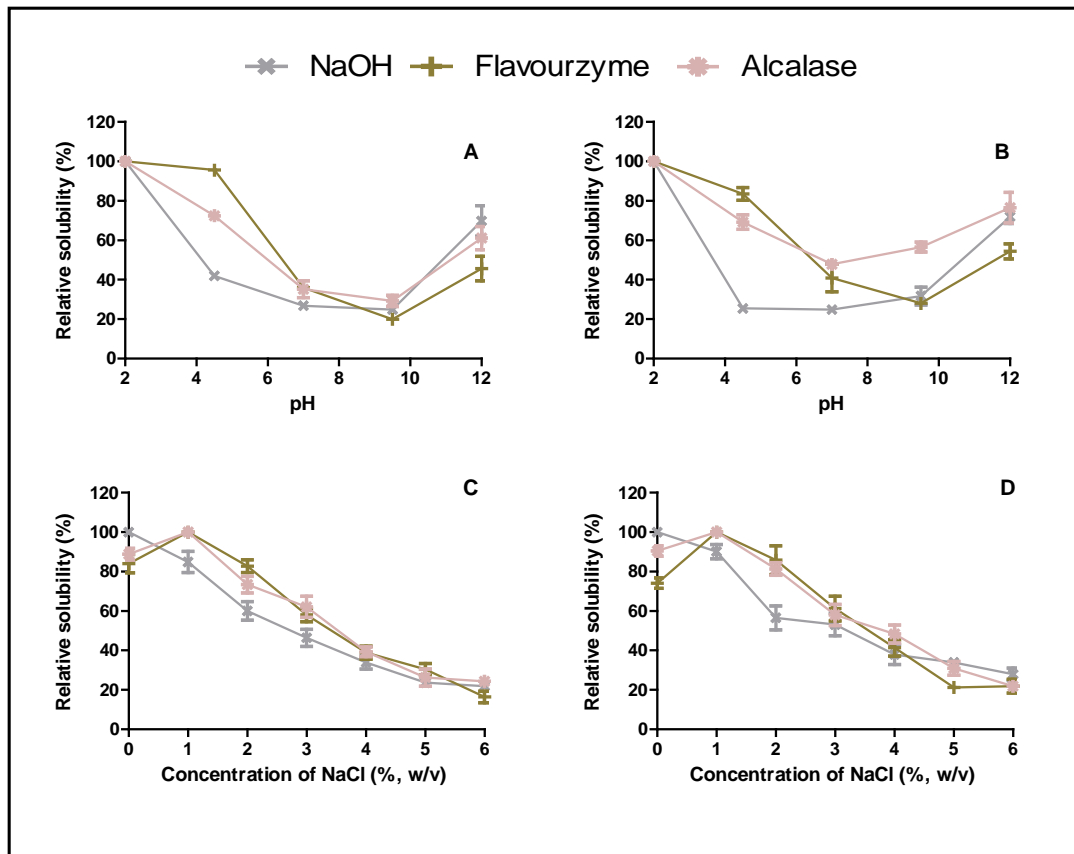 NaOH Flavourzyme Alcalase
A
Relative solubility (%)
120
100
80
60
40
20
0
2 4 6 8 10 12
pH
B
Relative solubility (%)
120
100
80
60
40
20
0
2 4 6 8 10 12
pH
C
Relative solubility (%)
120
100
80
60
40
20
0
0 1 2 3 4 5 6
Concentration of NaCl (%, w/v)
D
Relative solubility (%)
120
100
80
60
40
20
0
0 1 2 3 4 5 6
Concentration of NaCl (%, w/v)